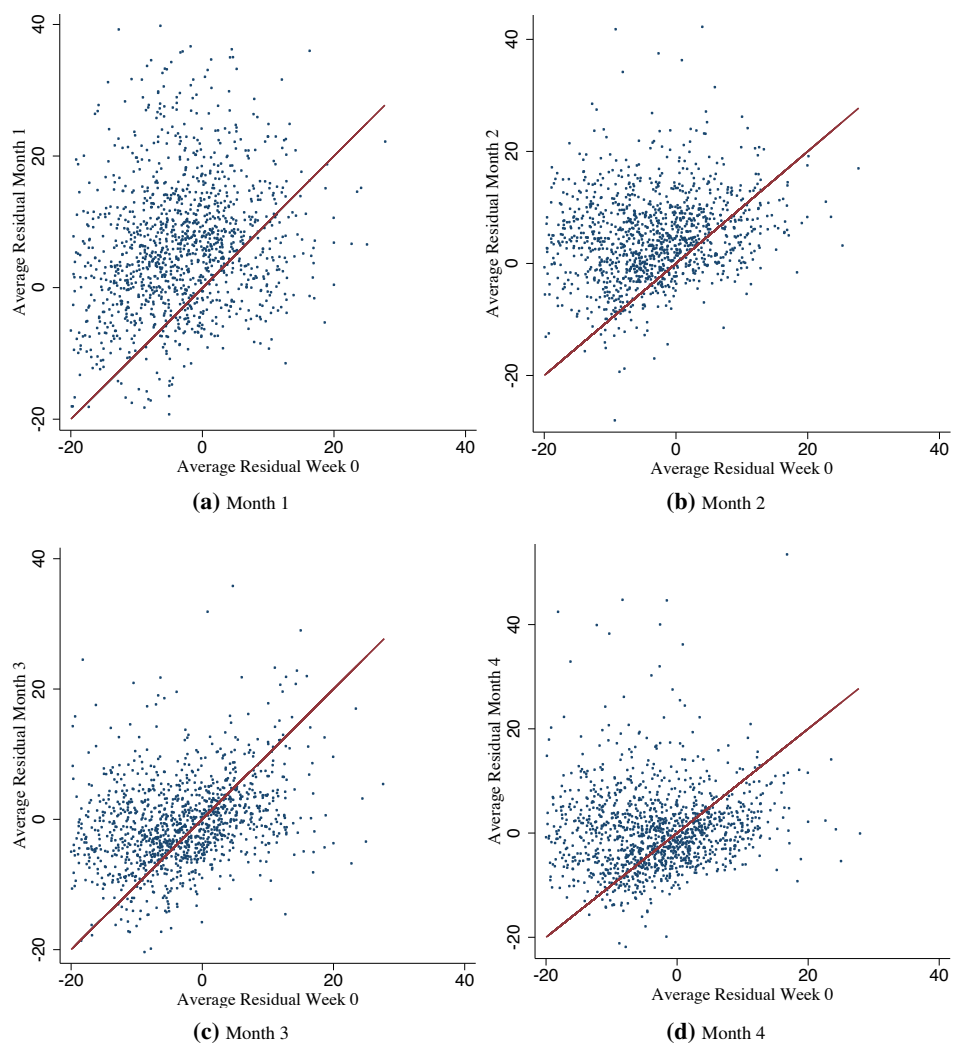 40
20
0
-20
Average Residual Month 1
-20 0 20 40
Average Residual Week 0
(a) Month 1
40
20
0
-20
Average Residual Month 2
-20 0 20 40
Average Residual Week 0
(b) Month 2
40
20
0
-20
Average Residual Month 3
-20 0 20 40
Average Residual Week 0
(c) Month 3
40
20
0
-20
Average Residual Month 4
-20 0 20 40
Average Residual Week 0
(d) Month 4